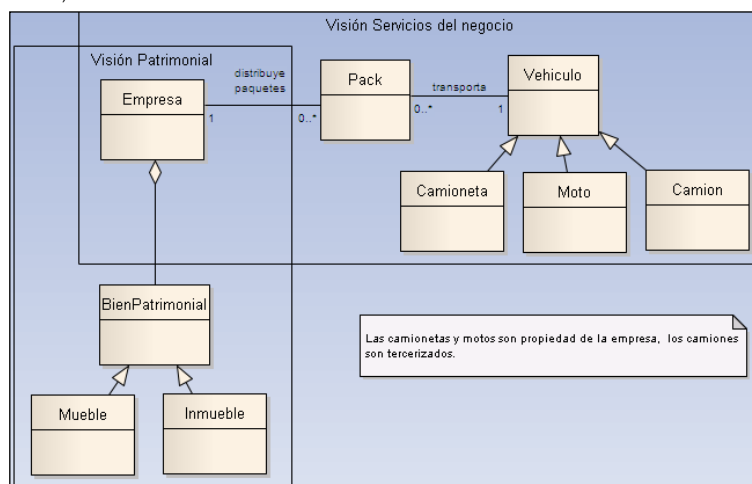 Visión Servicios del negocio
Visión Patrimonial
Empresa
distribuye
paquetes
1
0..*
Pack
transporta
0..*
1
Vehiculo
Camioneta
Moto
Camion
BienPatrimonial
Mueble
Inmueble
Las camionetas y motos son propiedad de la empresa, los camiones
son tercerizados.